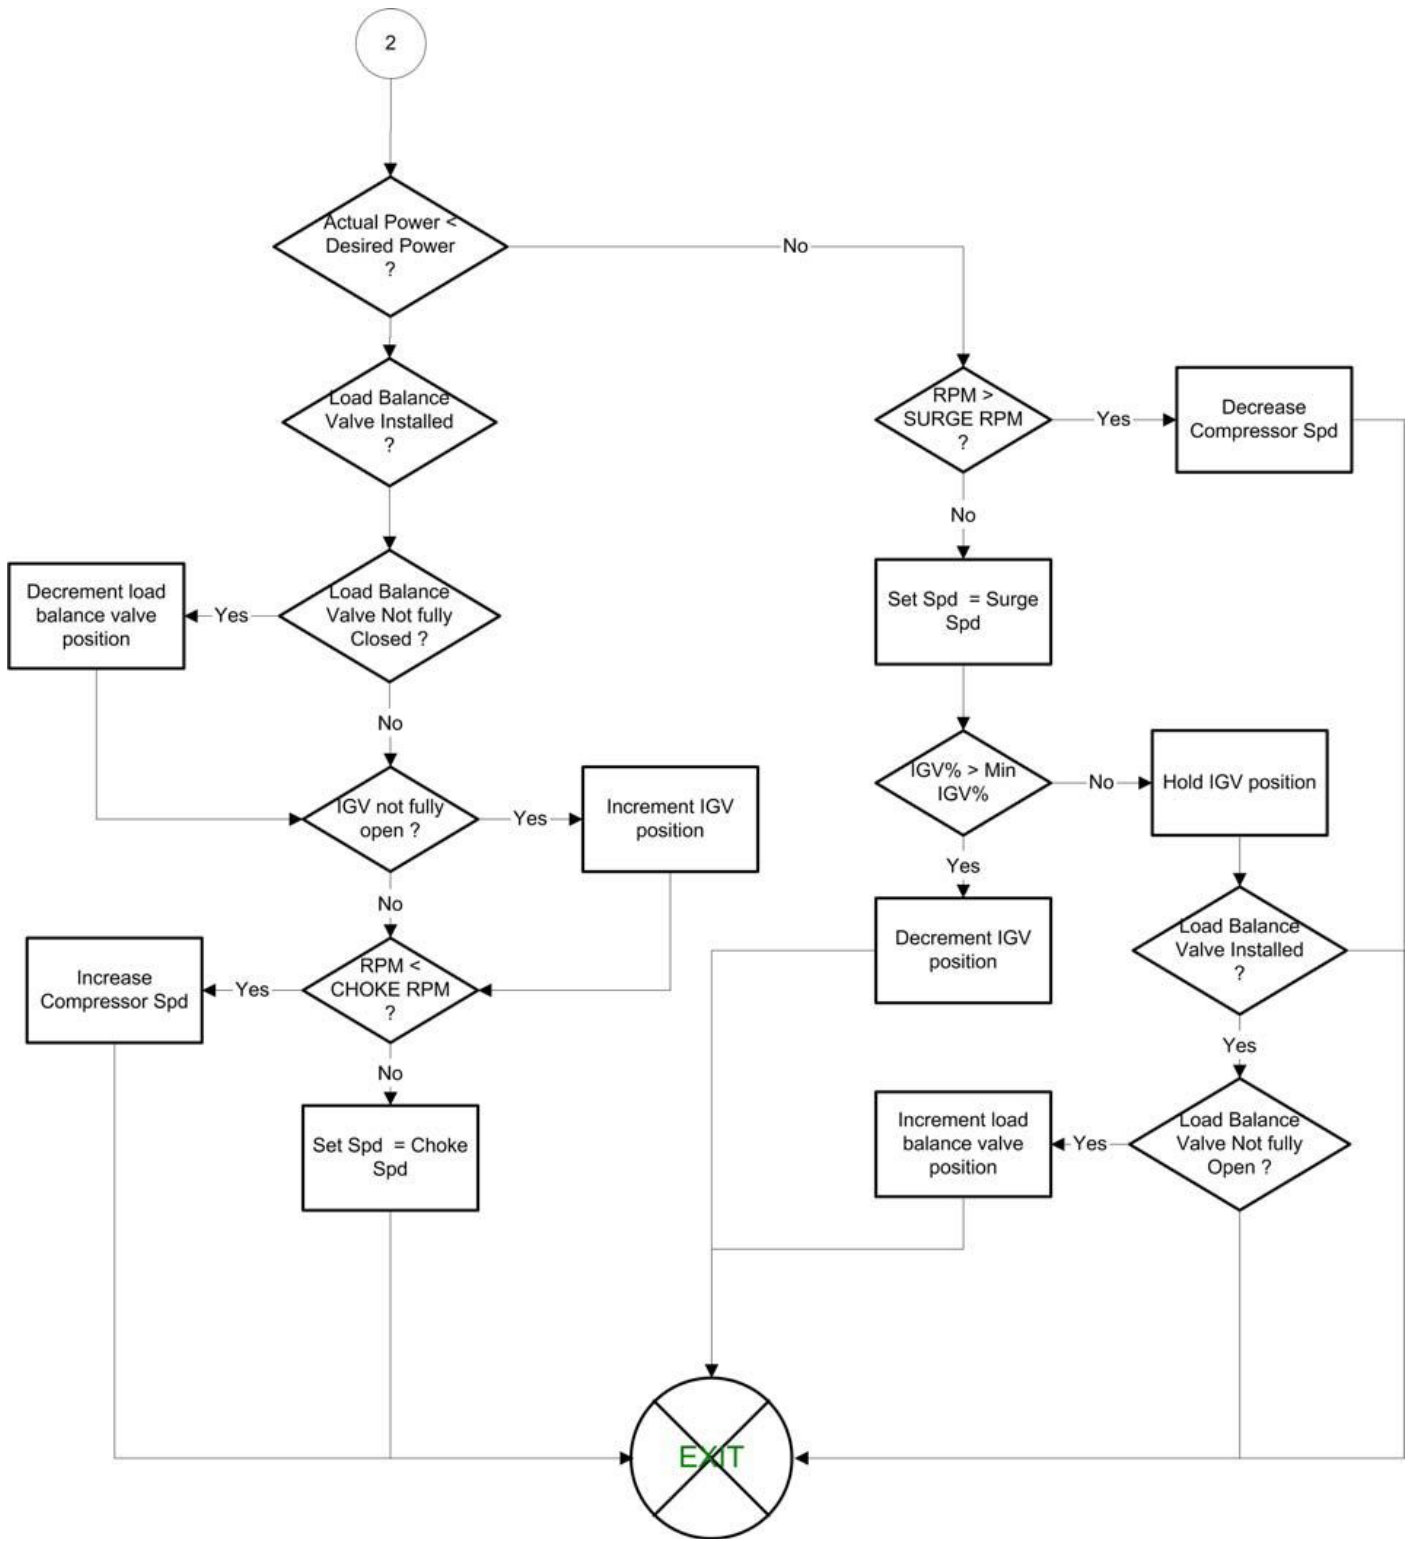 2
Actual Power <
Desired Power
?
No
Load Balance
Valve Installed
?
RPM >
SURGE RPM
?
Yes
Decrease
Compressor Spd
No
Decrement load
balance valve
position
Yes
Load Balance
Valve Not fully
Closed ?
Set Spd = Surge
Spd
No
IGV not fully
open ?
Yes
Increment IGV
position
IGV% > Min
IGV%
No
Hold IGV position
Yes
No
Increase
Compressor Spd
Yes
RPM <
CHOKE RPM
?
Decrement IGV
position
Load Balance
Valve Installed
?
Yes
No
Set Spd = Choke
Spd
Increment load
balance valve
position
Yes
Load Balance
Valve Not fully
Open ?
EXIT